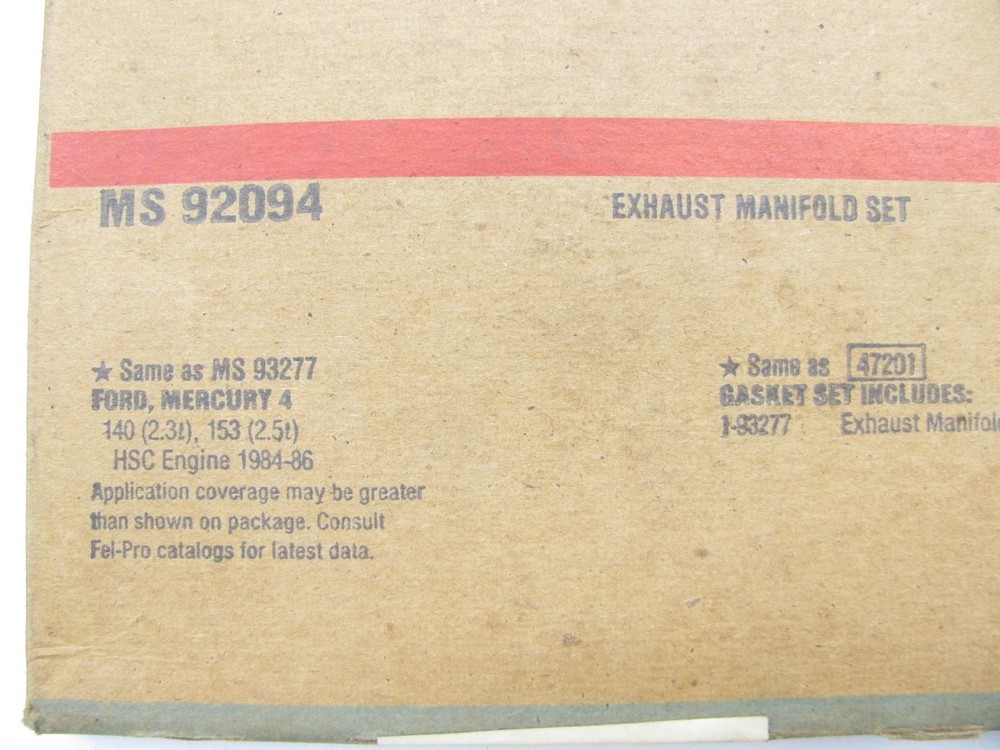 MS 92094
EXHAUST MANIFOLD SET
★ Same as MS 93277
FORD, MERCURY 4
140 (2.3ℓ), 153 (2.5ℓ)
HSC Engine 1984-86
Application coverage may be greater
than shown on package. Consult
Fel-Pro catalogs for latest data.
★ Same as 47201
GASKET SET INCLUDES:
1-93277 Exhaust Manifol